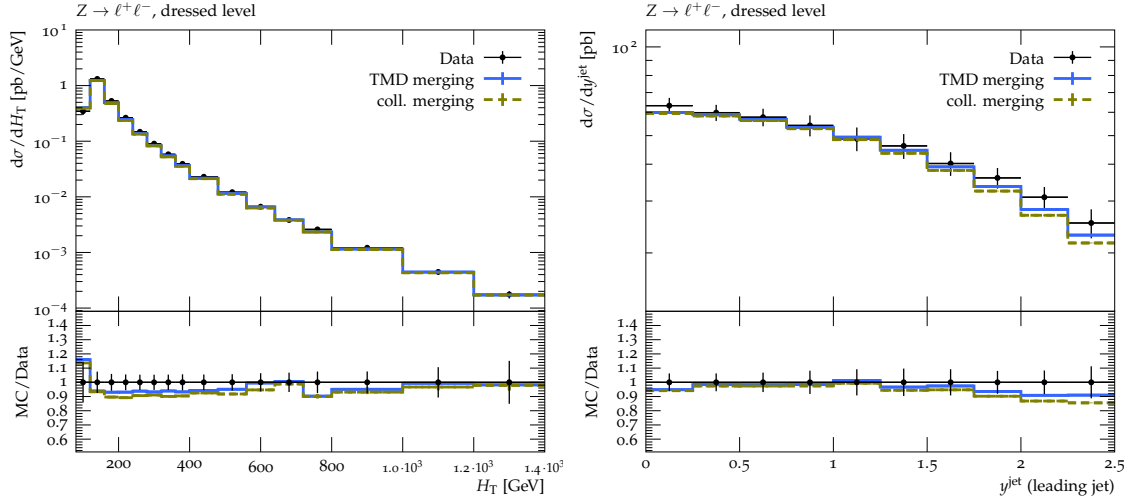 Z → ℓ⁺ℓ⁻, dressed level
Data
TMD merging
coll. merging
10¹
1
10⁻¹
10⁻²
10⁻³
10⁻⁴
dσ/dH_T [pb/GeV]
1.4
1.3
1.2
1.1
1
0.9
0.8
0.7
0.6
MC/Data
200 400 600 800 1.0·10³ 1.2·10³ 1.4·10³
H_T [GeV]
Z → ℓ⁺ℓ⁻, dressed level
Data
TMD merging
coll. merging
10²
dσ/dy^jet [pb]
1.4
1.3
1.2
1.1
1
0.9
0.8
0.7
0.6
MC/Data
0 0.5 1 1.5 2 2.5
y^jet (leading jet)